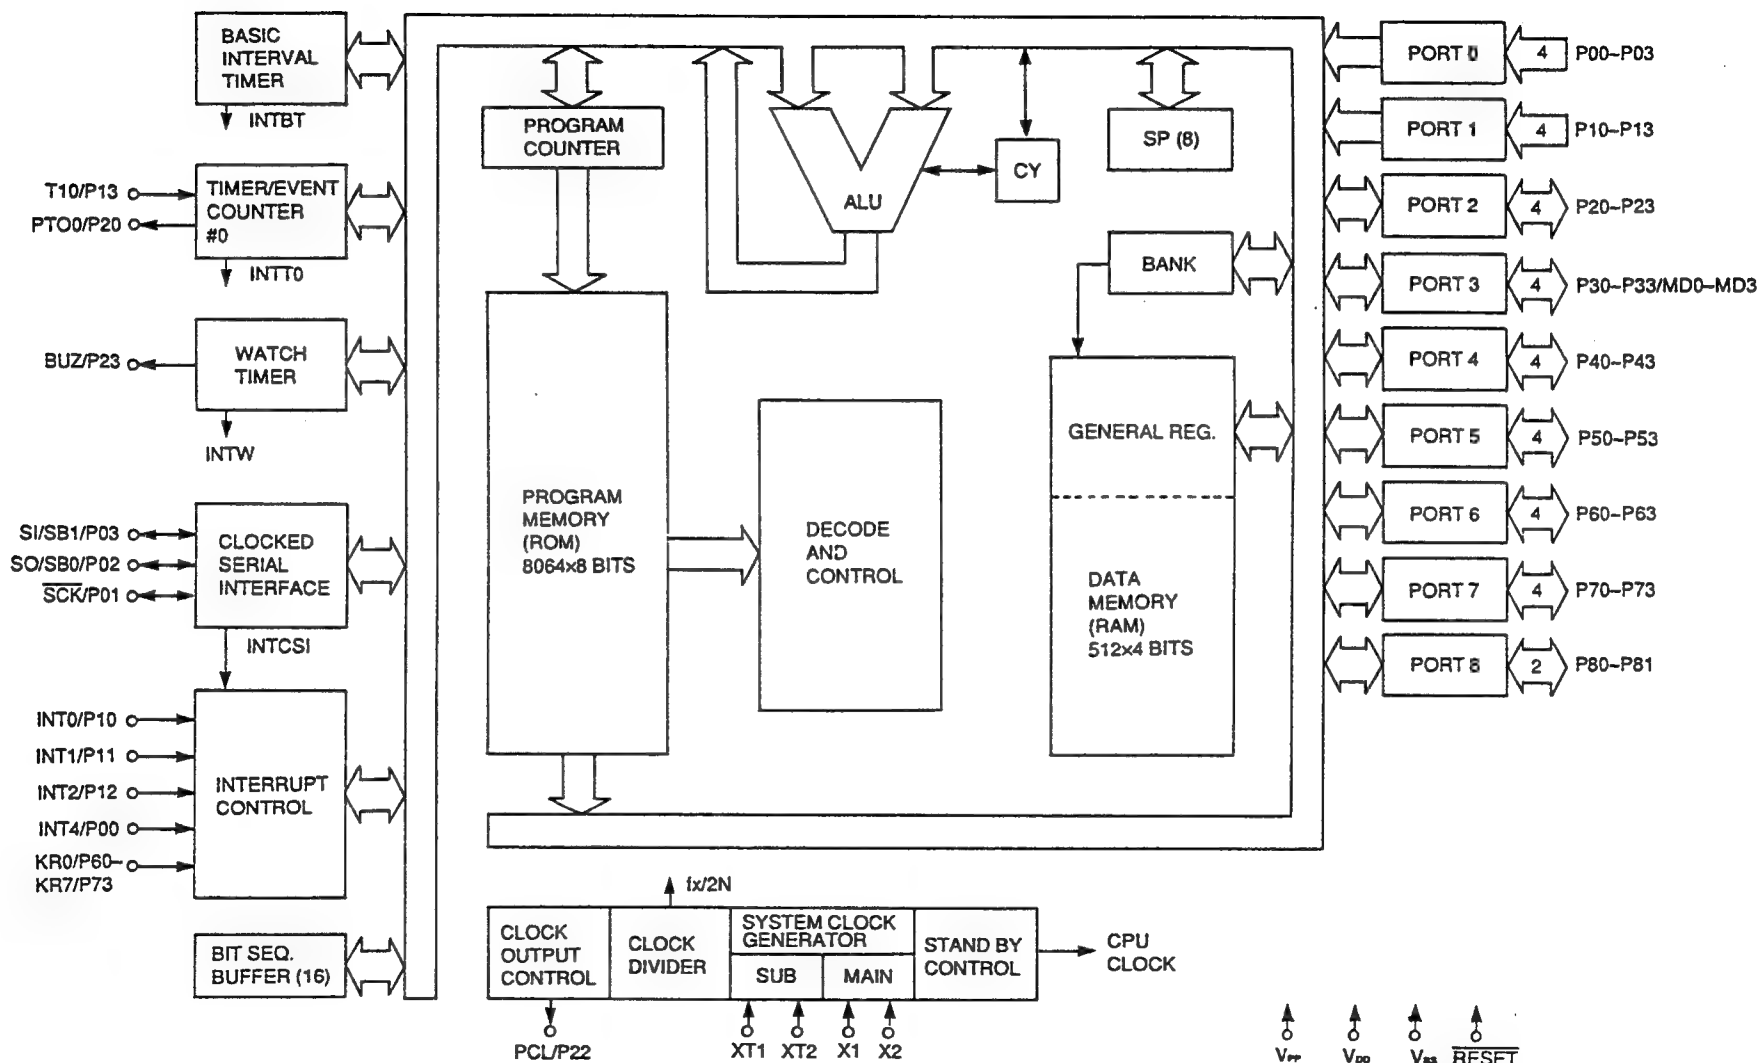 BASIC
INTERVAL
TIMER
INTBT
T10/P13
PTO0/P20
TIMER/EVENT
COUNTER
#0
INTT0
BUZ/P23
WATCH
TIMER
INTW
SI/SB1/P03
SO/SB0/P02
SCK/P01
CLOCKED
SERIAL
INTERFACE
INTCSI
INT0/P10
INT1/P11
INT2/P12
INT4/P00
KR0/P60~
KR7/P73
INTERRUPT
CONTROL
BIT SEQ.
BUFFER (16)
PROGRAM
COUNTER
ALU
CY
SP (8)
BANK
PROGRAM
MEMORY
(ROM)
8064×8 BITS
DECODE
AND
CONTROL
GENERAL REG.
DATA
MEMORY
(RAM)
512×4 BITS
fx/2N
CLOCK
OUTPUT
CONTROL
CLOCK
DIVIDER
SYSTEM CLOCK
GENERATOR
SUB
MAIN
STAND BY
CONTROL
CPU
CLOCK
PCL/P22
XT1
XT2
X1
X2
PORT 0
4
P00~P03
PORT 1
4
P10~P13
PORT 2
4
P20~P23
PORT 3
4
P30~P33/MD0~MD3
PORT 4
4
P40~P43
PORT 5
4
P50~P53
PORT 6
4
P60~P63
PORT 7
4
P70~P73
PORT 8
2
P80~P81
VPP
VDD
VSS
RESET